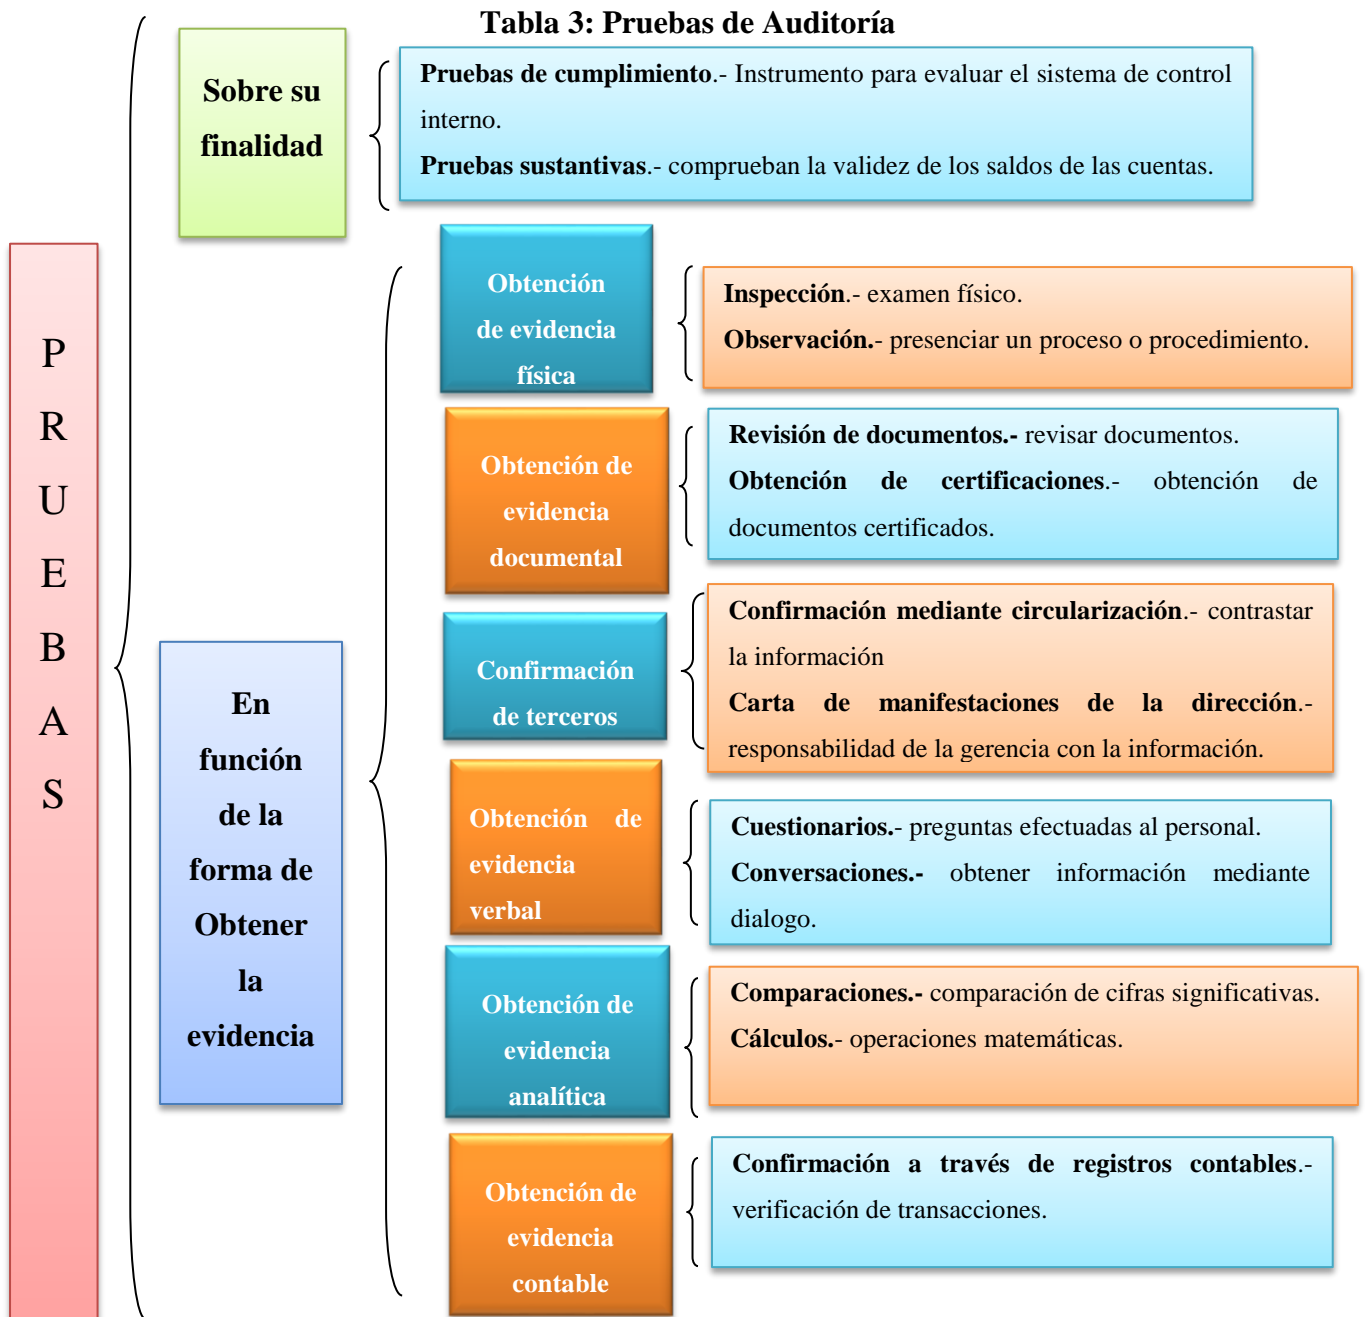 Tabla 3: Pruebas de Auditoría
P
R
U
E
B
A
S
Sobre su
finalidad
Pruebas de cumplimiento.- Instrumento para evaluar el sistema de control
interno.
Pruebas sustantivas.- comprueban la validez de los saldos de las cuentas.
En
función
de la
forma de
Obtener
la
evidencia
Obtención
de evidencia
física
Inspección.- examen físico.
Observación.- presenciar un proceso o procedimiento.
Obtención de
evidencia
documental
Revisión de documentos.- revisar documentos.
Obtención de certificaciones.- obtención de
documentos certificados.
Confirmación
de terceros
Confirmación mediante circularización.- contrastar
la información
Carta de manifestaciones de la dirección.-
responsabilidad de la gerencia con la información.
Obtención de
evidencia
verbal
Cuestionarios.- preguntas efectuadas al personal.
Conversaciones.- obtener información mediante
dialogo.
Obtención de
evidencia
analítica
Comparaciones.- comparación de cifras significativas.
Cálculos.- operaciones matemáticas.
Obtención de
evidencia
contable
Confirmación a través de registros contables.-
verificación de transacciones.